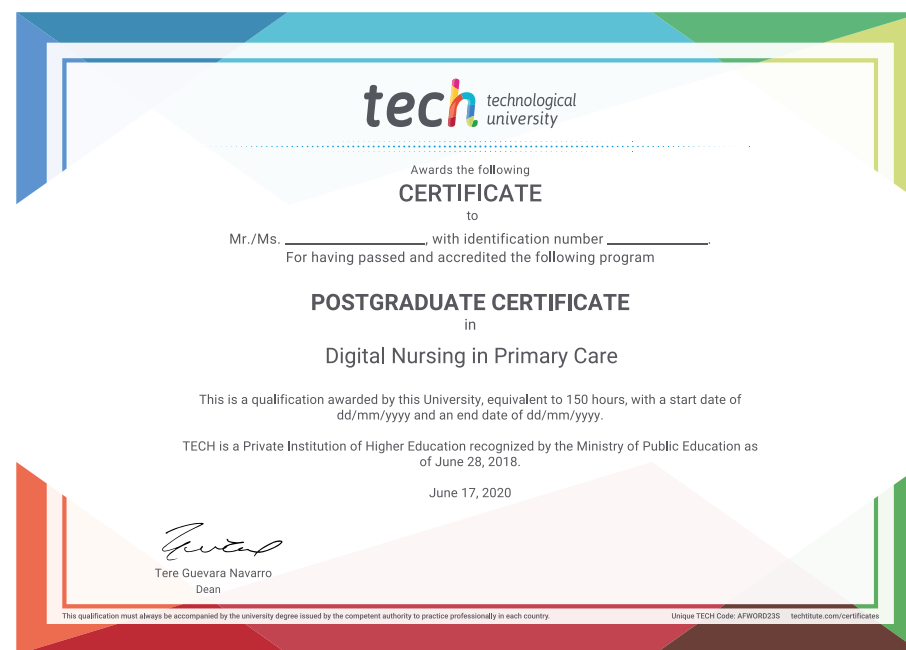 tech technological
university
Awards the following
CERTIFICATE
to
Mr./Ms. ____________, with identification number ____________.
For having passed and accredited the following program
POSTGRADUATE CERTIFICATE
in
Digital Nursing in Primary Care
This is a qualification awarded by this University, equivalent to 150 hours, with a start date of
dd/mm/yyyy and an end date of dd/mm/yyyy.
TECH is a Private Institution of Higher Education recognized by the Ministry of Public Education as
of June 28, 2018.
June 17, 2020
Tere Guevara Navarro
Dean
This qualification must always be accompanied by the university degree issued by the competent authority to practice professionally in each country.
Unique TECH Code: AFWORD23S techtitute.com/certificates